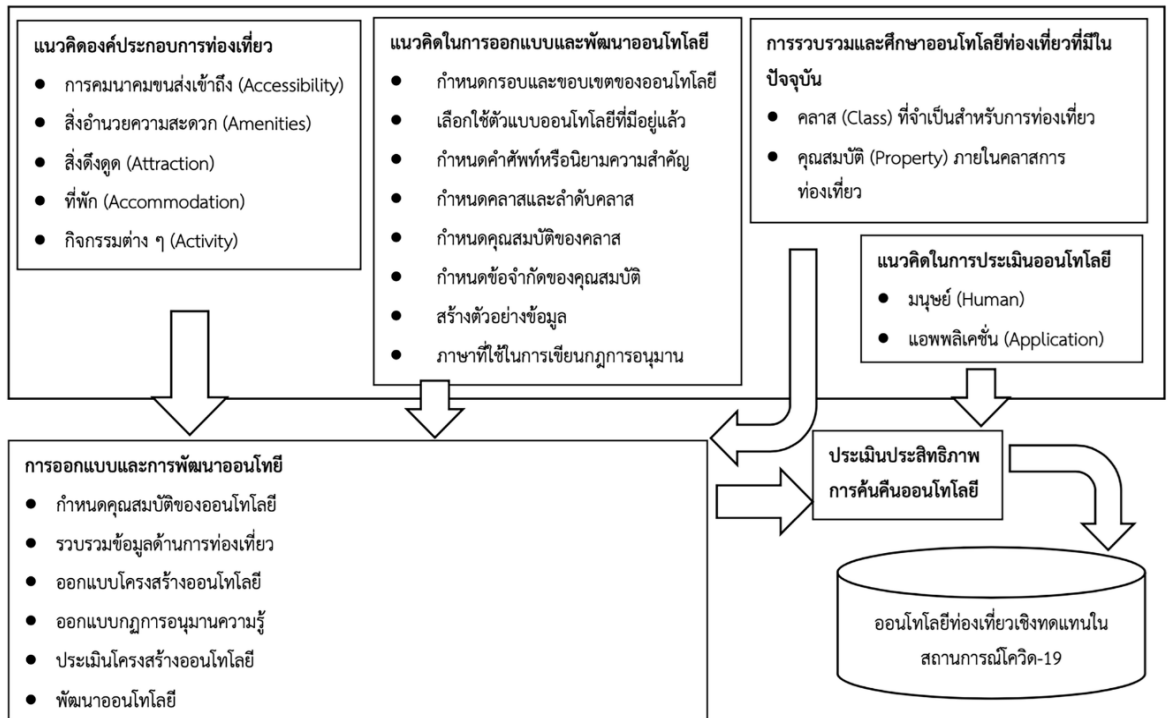 แนวคิดองค์ประกอบการท่องเที่ยว
● การคมนาคมขนส่งเข้าถึง (Accessibility)
● สิ่งอำนวยความสะดวก (Amenities)
● สิ่งดึงดูด (Attraction)
● ที่พัก (Accommodation)
● กิจกรรมต่าง ๆ (Activity)
แนวคิดในการออกแบบและพัฒนาออนโทโลยี
● กำหนดกรอบและขอบเขตของออนโทโลยี
● เลือกใช้ตัวแบบออนโทโลยีที่มีอยู่แล้ว
● กำหนดคำศัพท์หรือนิยามความสำคัญ
● กำหนดคลาสและลำดับคลาส
● กำหนดคุณสมบัติของคลาส
● กำหนดข้อจำกัดของคุณสมบัติ
● สร้างตัวอย่างข้อมูล
● ภาษาที่ใช้ในการเขียนกฎการอนุมาน
การรวบรวมและศึกษาออนโทโลยีท่องเที่ยวที่มีใน
ปัจจุบัน
● คลาส (Class) ที่จำเป็นสำหรับการท่องเที่ยว
● คุณสมบัติ (Property) ภายในคลาสการ
ท่องเที่ยว
แนวคิดในการประเมินออนโทโลยี
● มนุษย์ (Human)
● แอพพลิเคชั่น (Application)
การออกแบบและการพัฒนาออนโทยี
● กำหนดคุณสมบัติของออนโทโลยี
● รวบรวมข้อมูลด้านการท่องเที่ยว
● ออกแบบโครงสร้างออนโทโลยี
● ออกแบบกฏการอนุมานความรู้
● ประเมินโครงสร้างออนโทโลยี
● พัฒนาออนโทโลยี
ประเมินประสิทธิภาพ
การค้นคืนออนโทโลยี
ออนโทโลยีท่องเที่ยวเชิงทดแทนใน
สถานการณ์โควิด-19